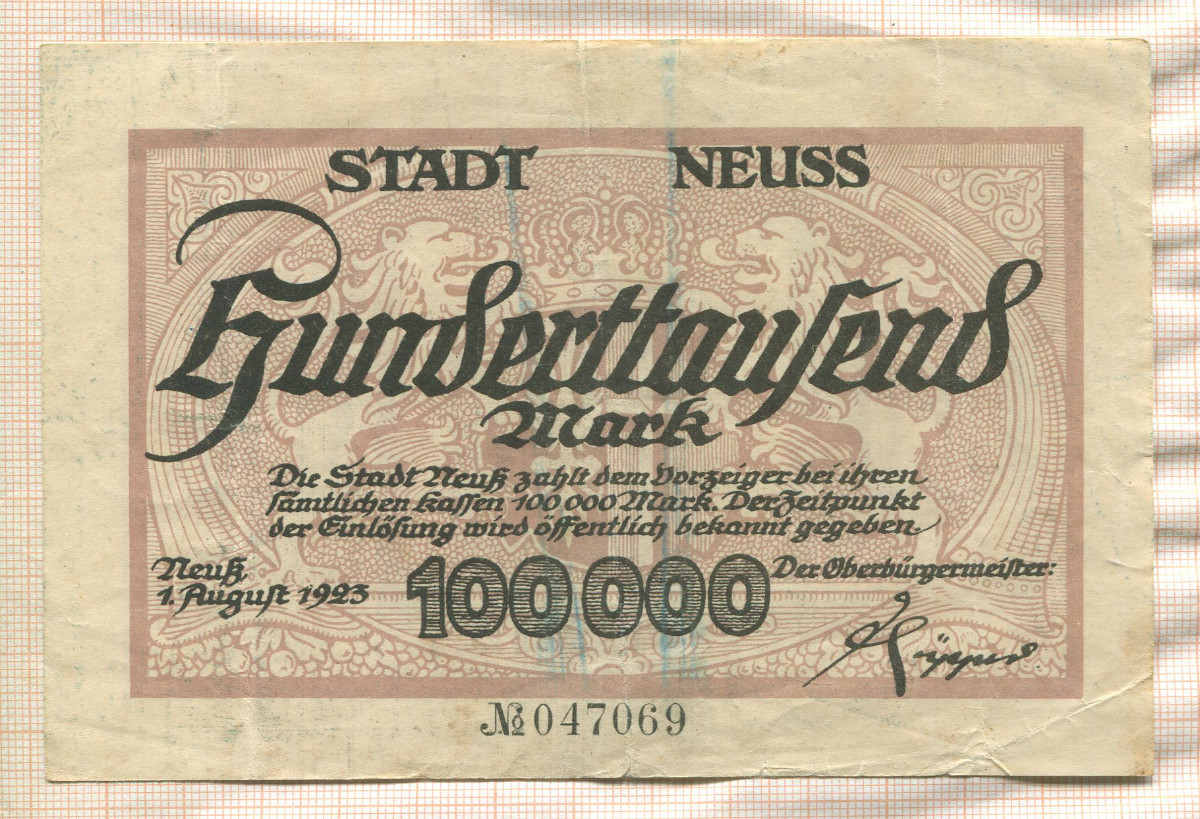 STADT NEUSS
Hunderttausend
Mark
Die Stadt Neuß zahlt dem Vorzeiger bei ihren
sämtlichen Kassen 100 000 Mark. Der Zeitpunkt
der Einlösung wird öffentlich bekannt gegeben
Neuß,
1. August 1923
100 000
Der Oberbürgermeister:
№ 047069